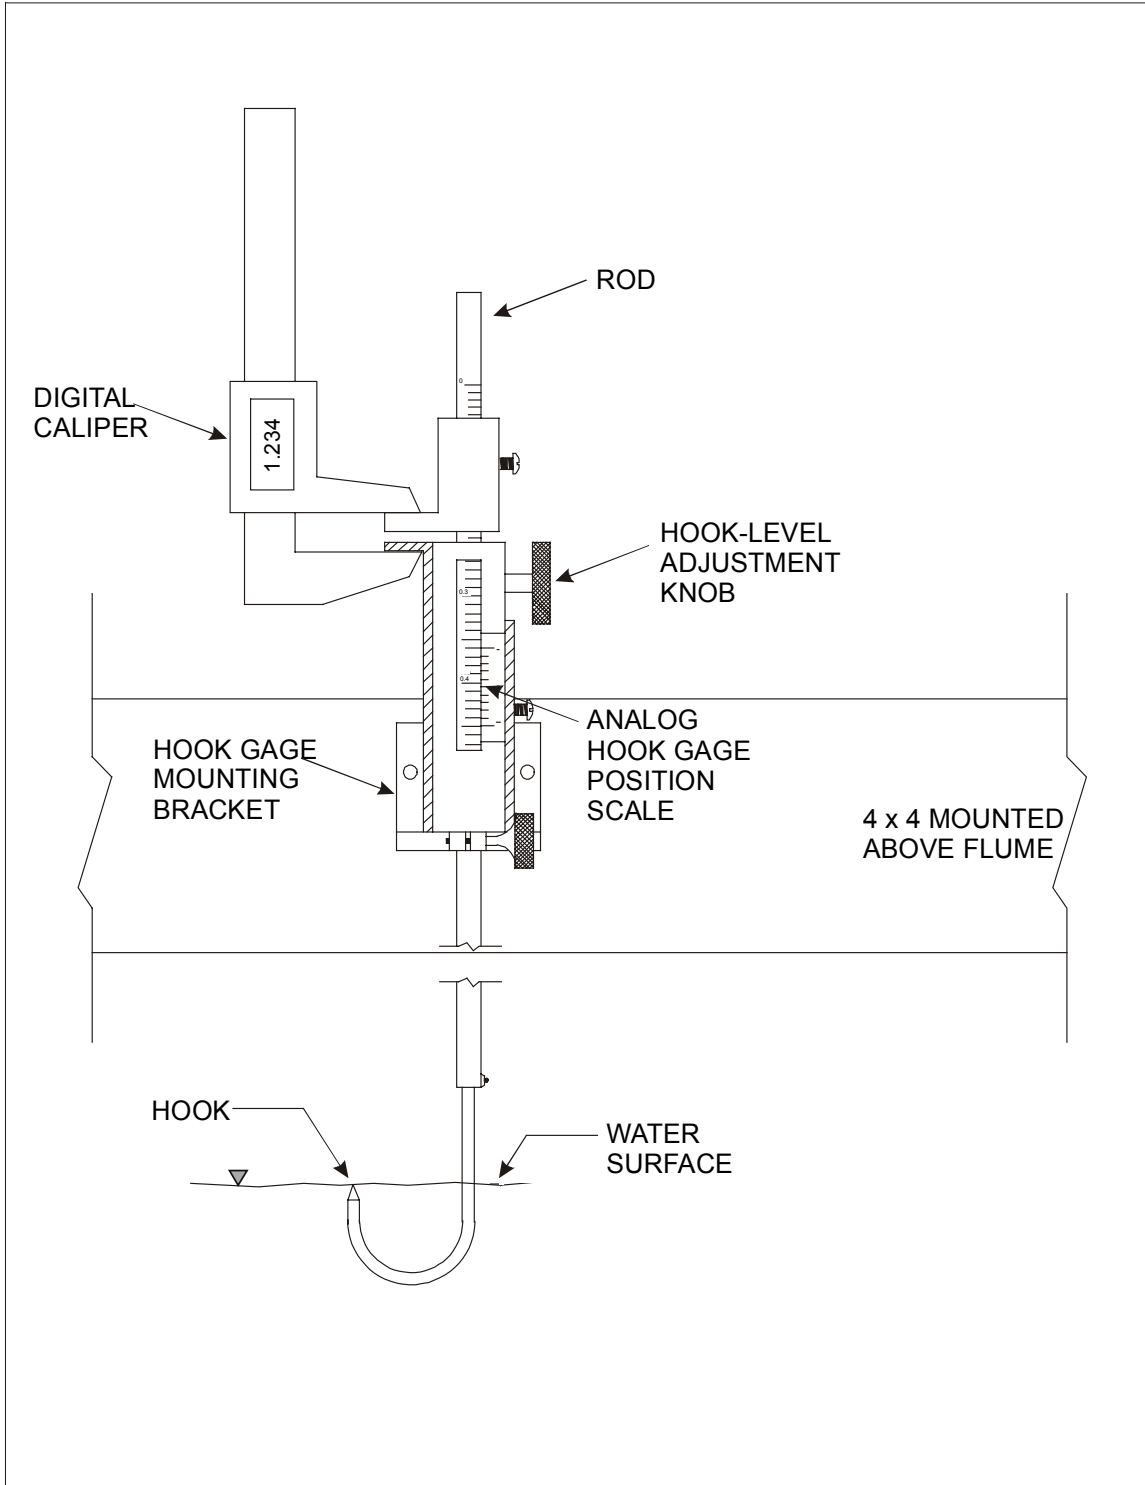 ROD
0
DIGITAL
CALIPER
1.234
HOOK-LEVEL
ADJUSTMENT
KNOB
0.3
0.4
ANALOG
HOOK GAGE
POSITION
SCALE
HOOK GAGE
MOUNTING
BRACKET
4 x 4 MOUNTED
ABOVE FLUME
HOOK
WATER
SURFACE